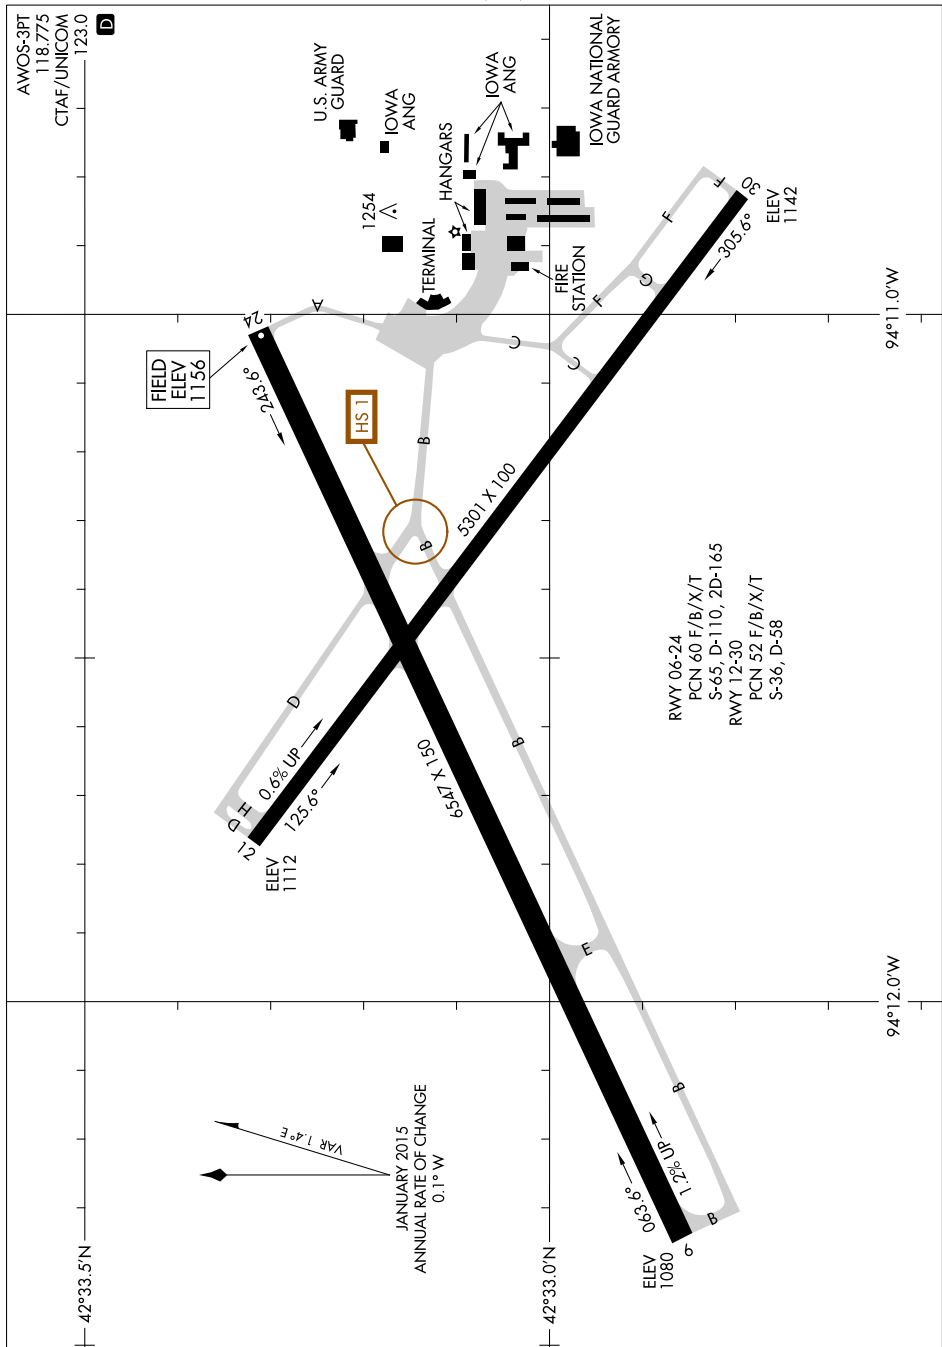 AWOS-3PT
118.775
CTAF/UNICOM
123.0
D
U.S. ARMY
GUARD
IOWA
ANG
IOWA
ANG
IOWA NATIONAL
GUARD ARMORY
HANGARS
1254
TERMINAL
FIRE
STATION
FIELD
ELEV
1156
24
243.6°
A
HS 1
B
B
C
C
F
F
F
G
30
ELEV
1142
305.6°
94°11.0'W
5301 X 100
RWY 06-24
PCN 60 F/B/X/T
S-65, D-110, 2D-165
RWY 12-30
PCN 52 F/B/X/T
S-36, D-58
D
D
H
0.6% UP
125.6°
12
ELEV
1112
6547 X 150
B
E
94°12.0'W
B
B
VAR 1.4° E
JANUARY 2015
ANNUAL RATE OF CHANGE
0.1° W
063.6°
1.2% UP
6
ELEV
1080
42°33.5'N
42°33.0'N